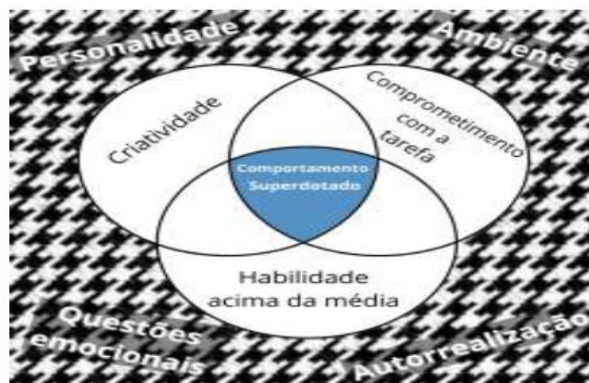 Personalidade
Ambiente
Criatividade
Comprometimento
com a
tarefa
Comportamento
Superdotado
Habilidade
acima da média
Questões
emocionais
Autorrealização